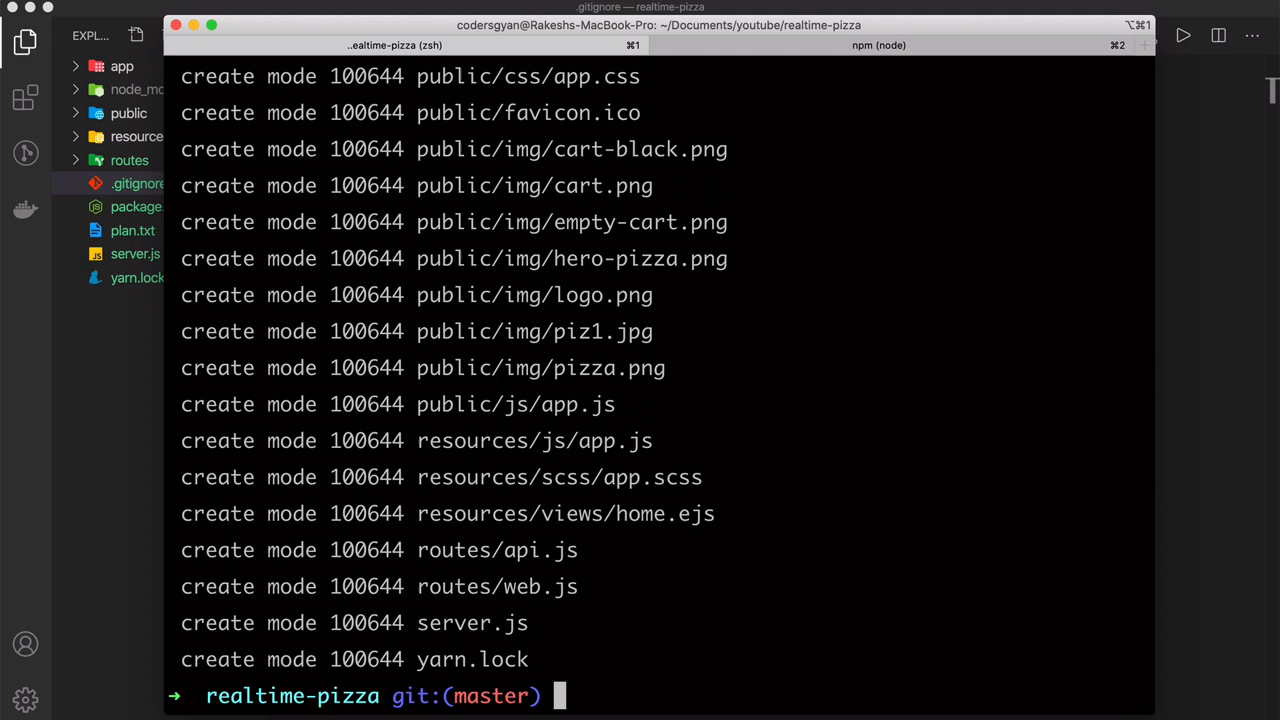 .gitignore — realtime-pizza
codersgyan@Rakeshs-MacBook-Pro: ~/Documents/youtube/realtime-pizza
⌥⌘1
..ealtime-pizza (zsh)
⌘1
npm (node)
⌘2
EXPL...
app
node_mo
public
resource
routes
.gitignore
package.
plan.txt
server.js
yarn.lock
create mode 100644 public/css/app.css
create mode 100644 public/favicon.ico
create mode 100644 public/img/cart-black.png
create mode 100644 public/img/cart.png
create mode 100644 public/img/empty-cart.png
create mode 100644 public/img/hero-pizza.png
create mode 100644 public/img/logo.png
create mode 100644 public/img/piz1.jpg
create mode 100644 public/img/pizza.png
create mode 100644 public/js/app.js
create mode 100644 resources/js/app.js
create mode 100644 resources/scss/app.scss
create mode 100644 resources/views/home.ejs
create mode 100644 routes/api.js
create mode 100644 routes/web.js
create mode 100644 server.js
create mode 100644 yarn.lock
→ realtime-pizza git:(master)